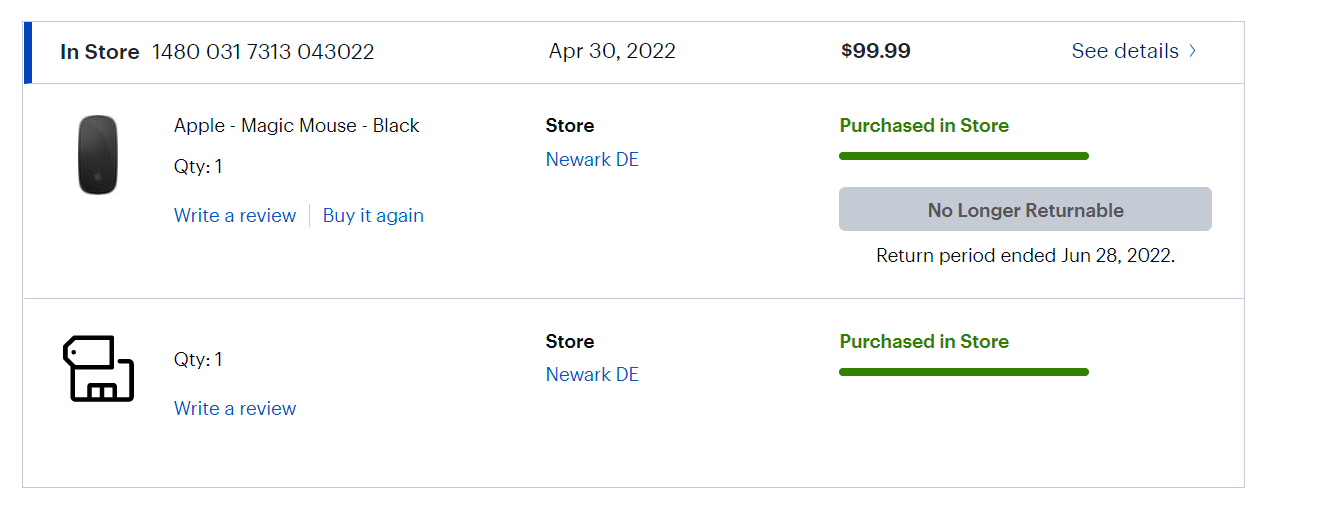 In Store 1480 031 7313 043022 Apr 30, 2022 $99.99 See details
Apple - Magic Mouse - Black
Qty: 1
Write a review Buy it again
Store
Newark DE
Purchased in Store
No Longer Returnable
Return period ended Jun 28, 2022.
Qty: 1
Write a review
Store
Newark DE
Purchased in Store